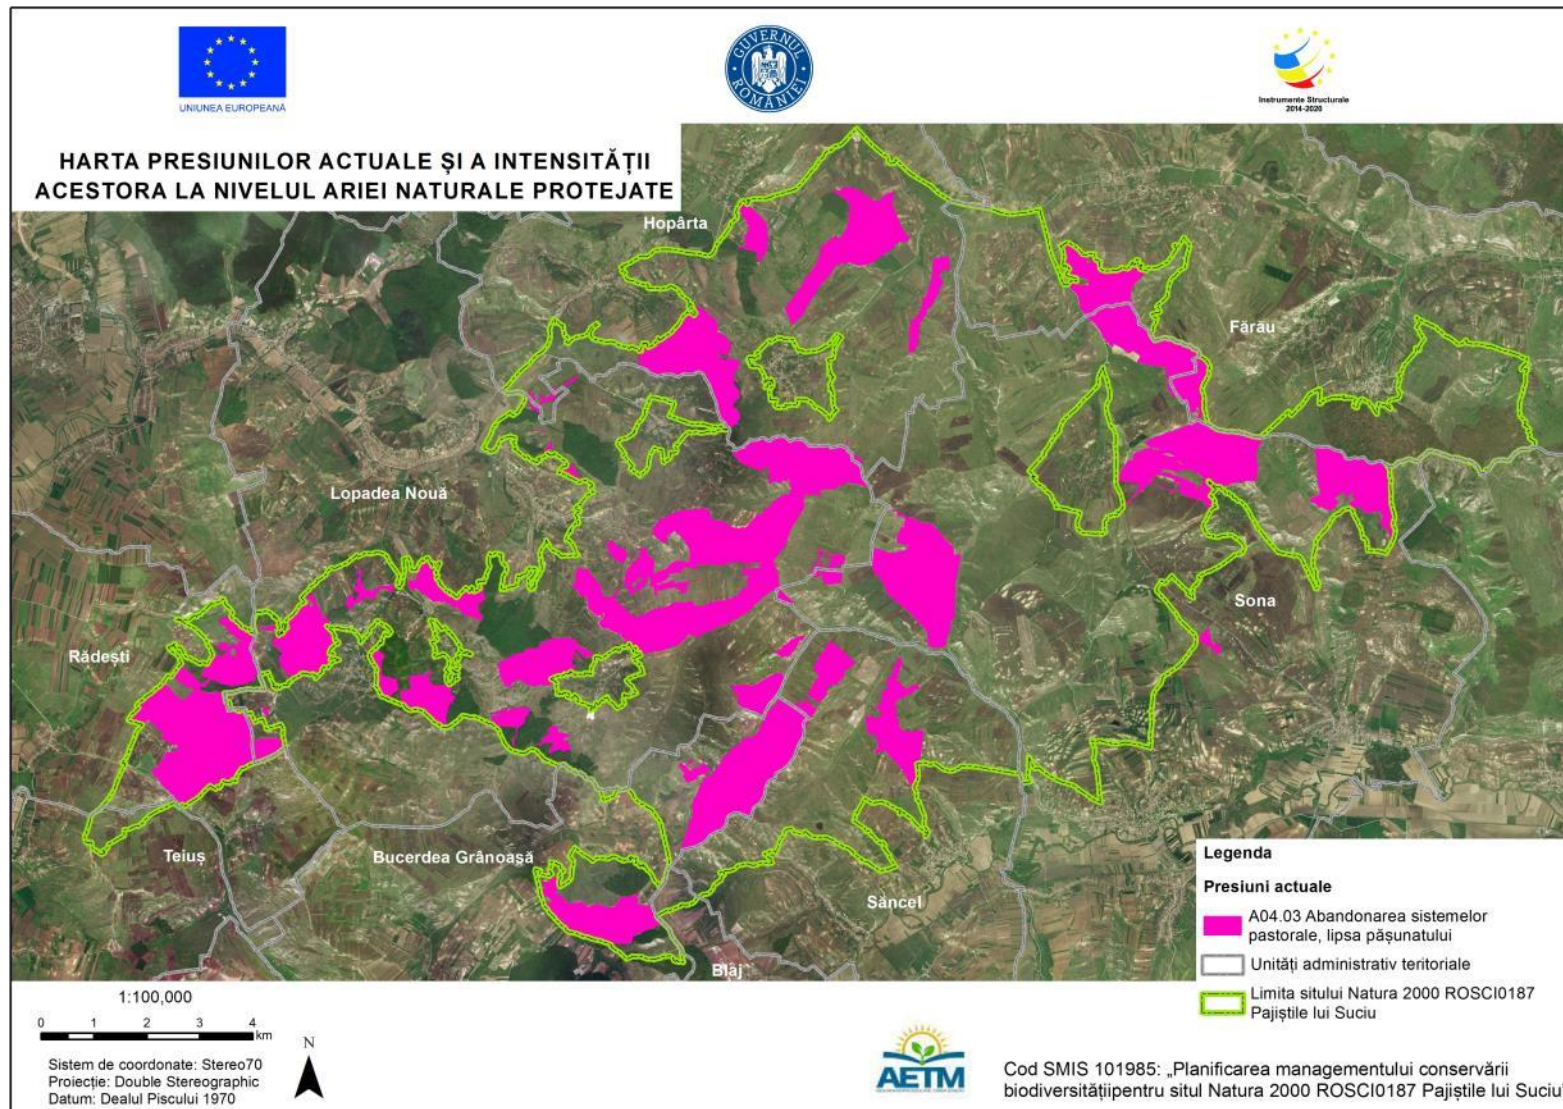 UNIUNEA EUROPEANĂ
GUVERNUL ROMÂNIEI
Instrumente Structurale
2014-2020
HARTA PRESIUNILOR ACTUALE ȘI A INTENSITĂȚII
ACESTORA LA NIVELUL ARIEI NATURALE PROTEJATE
Hopârta
Fărău
Lopadea Nouă
Sona
Rădești
Teiuș
Bucerdea Grânoașă
Săncel
Blaj
Legenda
Presiuni actuale
A04.03 Abandonarea sistemelor
pastorale, lipsa pășunatului
Unități administrativ teritoriale
Limita sitului Natura 2000 ROSCI0187
Pajiștile lui Suciu
1:100,000
0 1 2 3 4
km
N
Sistem de coordonate: Stereo70
Proiecție: Double Stereographic
Datum: Dealul Piscului 1970
AETM
Cod SMIS 101985: „Planificarea managementului conservării
biodiversitățiipentru situl Natura 2000 ROSCI0187 Pajiștile lui Suciu"